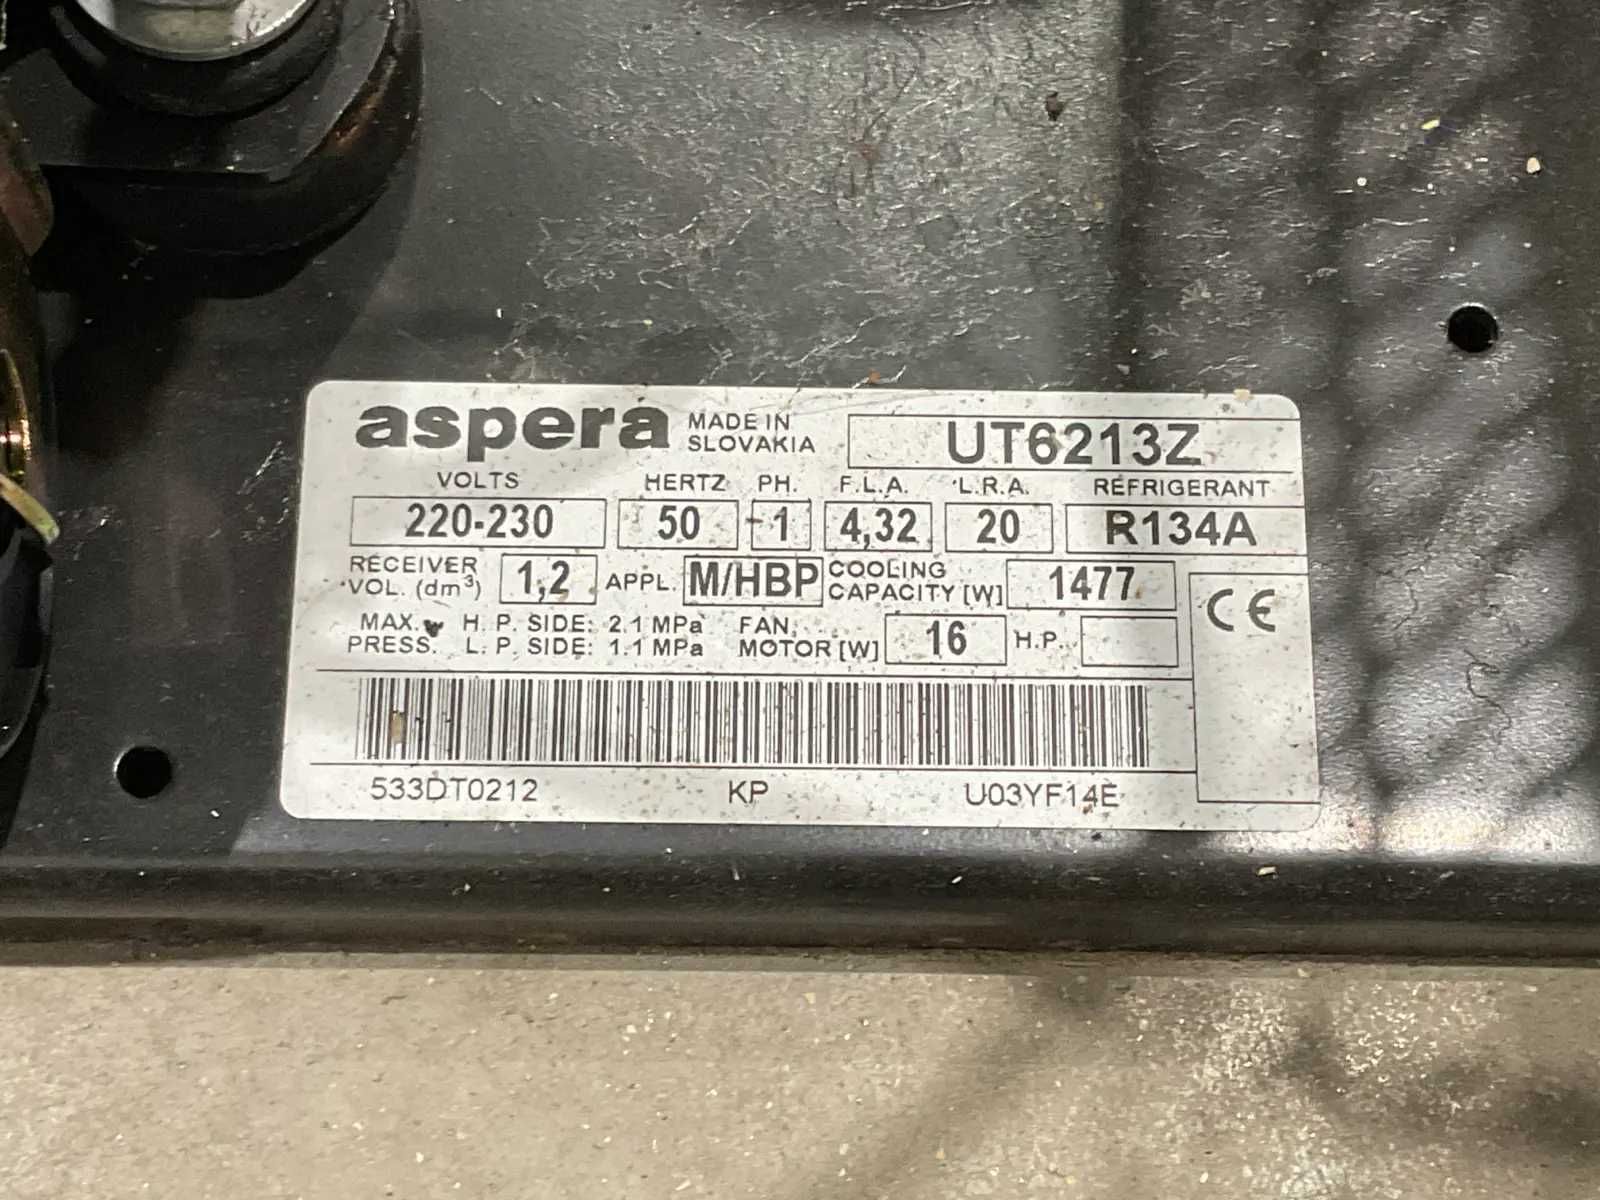 aspera MADE IN SLOVAKIA UT6213Z
VOLTS HERTZ PH. F.L.A. L.R.A. REFRIGERANT
220-230 50 1 4,32 20 R134A
RECEIVER VOL. (dm³) 1,2 APPL. M/HBP COOLING CAPACITY [W] 1477
MAX. PRESS. H. P. SIDE: 2.1 MPa L. P. SIDE: 1.1 MPa FAN. MOTOR [W] 16 H.P.
CE
533DT0212 KP U03YF14E